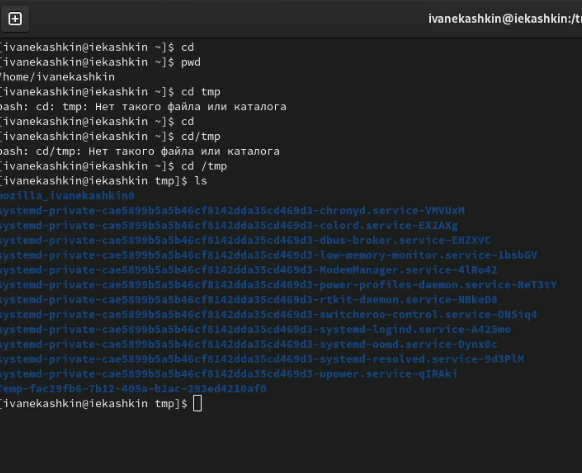 ivanekashkin@iekashkin:/t
[ivanekashkin@iekashkin ~]$ cd
[ivanekashkin@iekashkin ~]$ pwd
/home/ivanekashkin
[ivanekashkin@iekashkin ~]$ cd tmp
bash: cd: tmp: Нет такого файла или каталога
[ivanekashkin@iekashkin ~]$ cd
[ivanekashkin@iekashkin ~]$ cd/tmp
bash: cd/tmp: Нет такого файла или каталога
[ivanekashkin@iekashkin ~]$ cd /tmp
[ivanekashkin@iekashkin tmp]$ ls
mozilla_ivanekashkin0
systemd-private-cae5899b5a5b46cf8142dda35cd469d3-chronyd.service-VMVUxM
systemd-private-cae5899b5a5b46cf8142dda35cd469d3-colord.service-EX2AXg
systemd-private-cae5899b5a5b46cf8142dda35cd469d3-dbus-broker.service-EHZXVC
systemd-private-cae5899b5a5b46cf8142dda35cd469d3-low-memory-monitor.service-1bsbGV
systemd-private-cae5899b5a5b46cf8142dda35cd469d3-ModemManager.service-4lRo42
systemd-private-cae5899b5a5b46cf8142dda35cd469d3-power-profiles-daemon.service-NeT3tY
systemd-private-cae5899b5a5b46cf8142dda35cd469d3-rtkit-daemon.service-NBkeD8
systemd-private-cae5899b5a5b46cf8142dda35cd469d3-switcheroo-control.service-DNSiq4
systemd-private-cae5899b5a5b46cf8142dda35cd469d3-systemd-logind.service-A425mo
systemd-private-cae5899b5a5b46cf8142dda35cd469d3-systemd-oomd.service-Dynx0c
systemd-private-cae5899b5a5b46cf8142dda35cd469d3-systemd-resolved.service-9d3PlM
systemd-private-cae5899b5a5b46cf8142dda35cd469d3-upower.service-qIRAki
Temp-fac29fb6-7b12-405a-b2ac-293ed4210af0
[ivanekashkin@iekashkin tmp]$